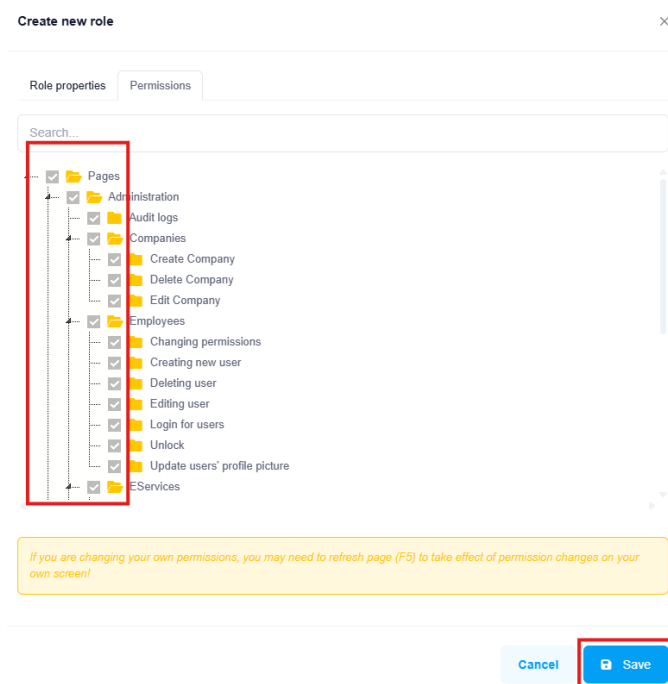 Create new role
Role properties
Permissions
Search...
Pages
Administration
Audit logs
Companies
Create Company
Delete Company
Edit Company
Employees
Changing permissions
Creating new user
Deleting user
Editing user
Login for users
Unlock
Update users' profile picture
EServices
If you are changing your own permissions, you may need to refresh page (F5) to take effect of permission changes on your
own screen!
Cancel
Save